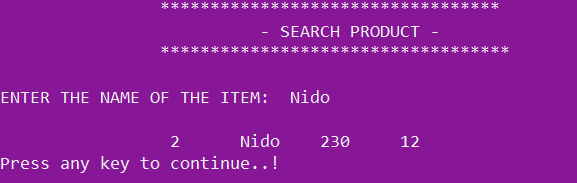 **********************************
- SEARCH PRODUCT -
***********************************
ENTER THE NAME OF THE ITEM:  Nido
2      Nido    230     12
Press any key to continue..!